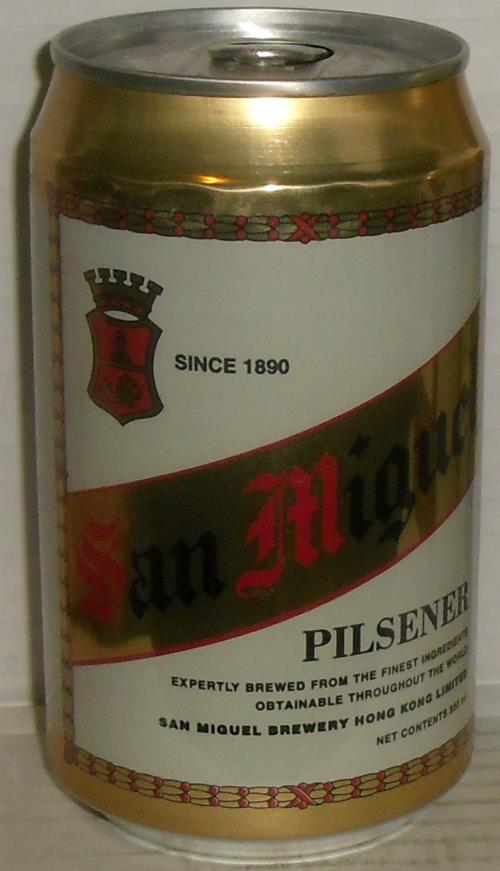 SINCE 1890
San Miguel
PILSENER
EXPERTLY BREWED FROM THE FINEST INGREDIENTS
OBTAINABLE THROUGHOUT THE WORLD
SAN MIGUEL BREWERY HONG KONG LIMITED
NET CONTENTS